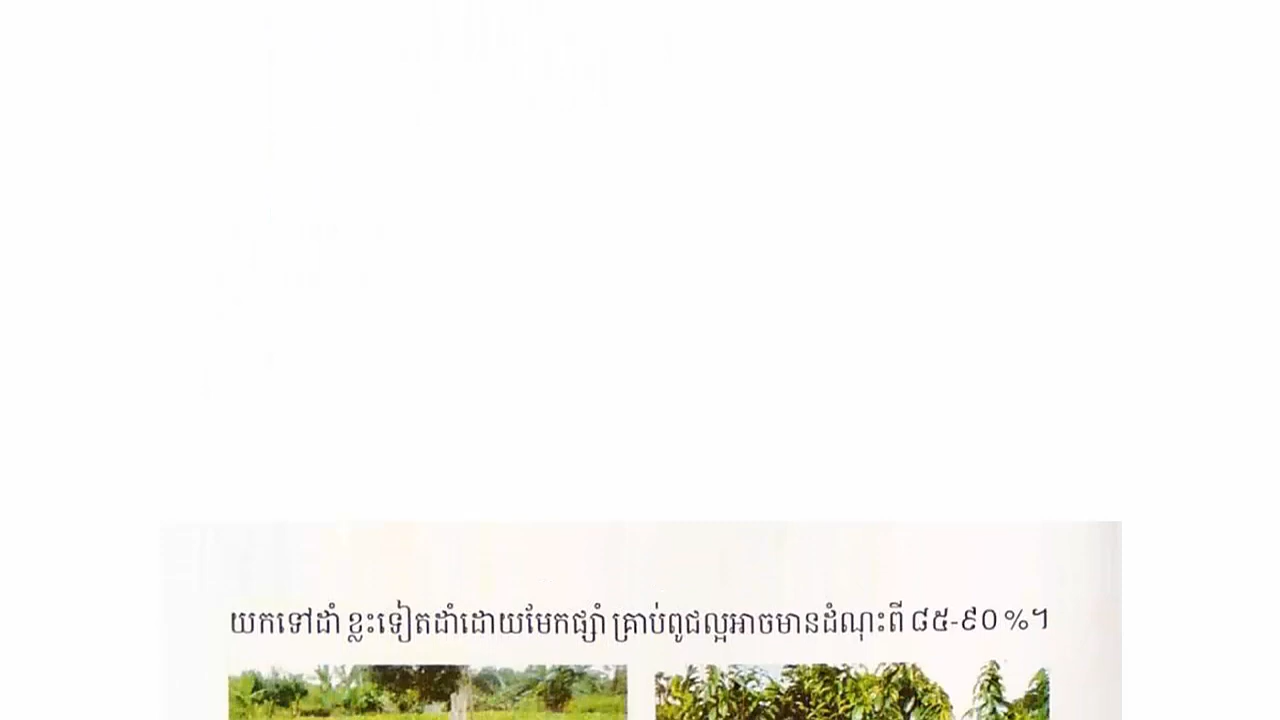 យកទៅដាំ ខ្លះទៀតដាំដោយមែកផ្សាំ គ្រាប់ពូជល្អអាចមានដំណុះពី ៨៥-៩០ %។